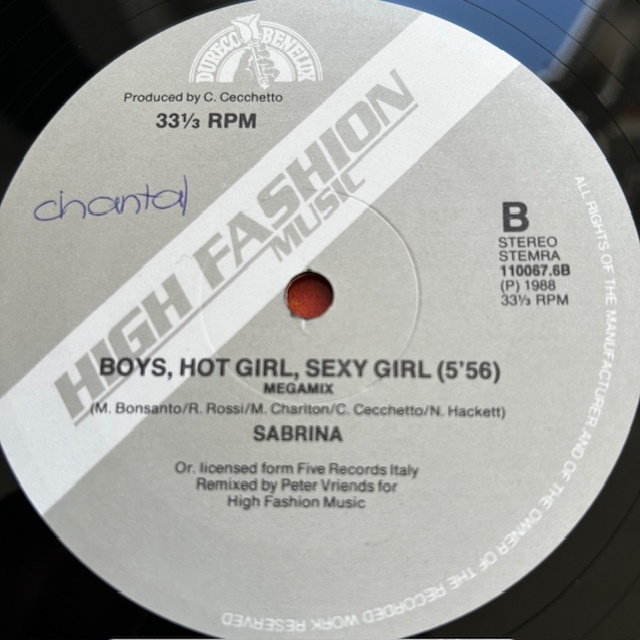 DURECO BENELUX
Produced by C. Cecchetto
33⅓ RPM
chantal
HIGH FASHION
MUSIC
B
STEREO
STEMRA
110067.6B
(P) 1988
33⅓ RPM
BOYS, HOT GIRL, SEXY GIRL (5'56)
MEGAMIX
(M. Bonsanto/R. Rossi/M. Charlton/C. Cecchetto/N. Hackett)
SABRINA
Or. licensed form Five Records Italy
Remixed by Peter Vriends for
High Fashion Music
ALL RIGHTS OF THE MANUFACTURER AND OF THE OWNER OF THE RECORDED WORK RESERVED